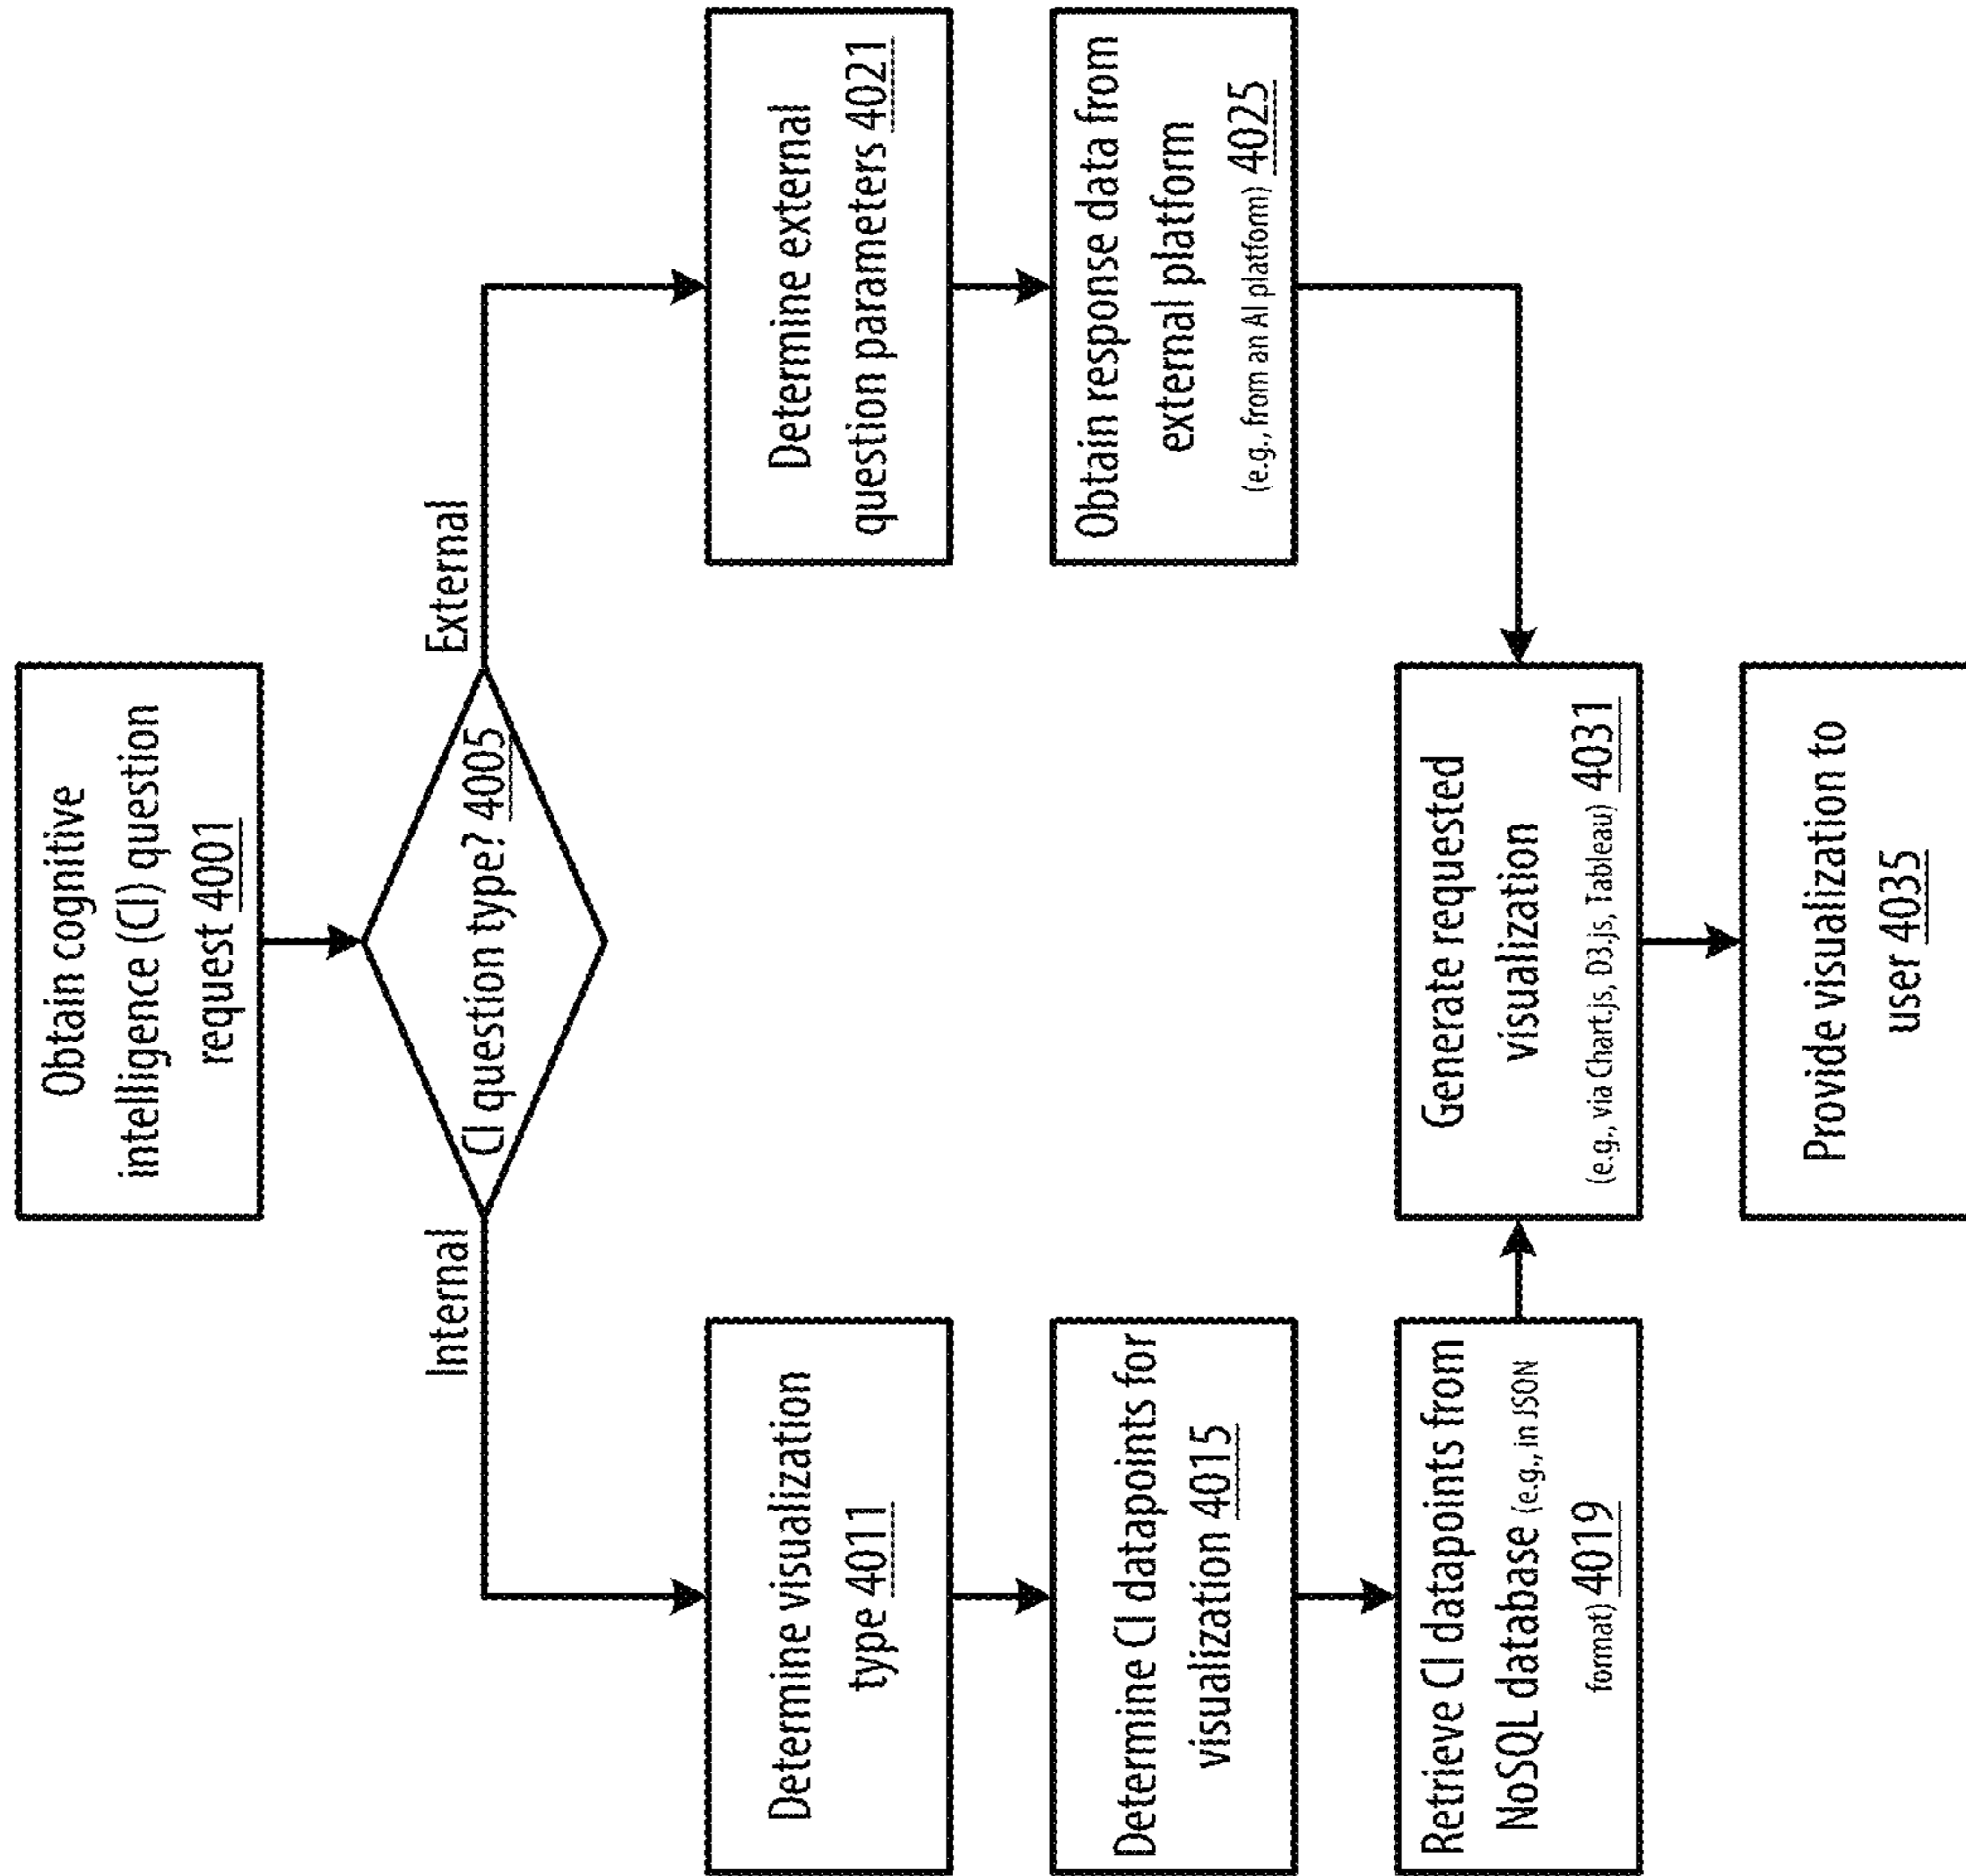 Obtain cognitive
intelligence (CI) question
request 4001
CI question type? 4005
Internal
External
Determine visualization
type 4011
Determine CI datapoints for
visualization 4015
Retrieve CI datapoints from
NoSQL database (e.g., in JSON
format) 4019
Determine external
question parameters 4021
Obtain response data from
external platform
(e.g., from an AI platform) 4025
Generate requested
visualization
(e.g., via Chart.js, D3.js, Tableau) 4031
Provide visualization to
user 4035